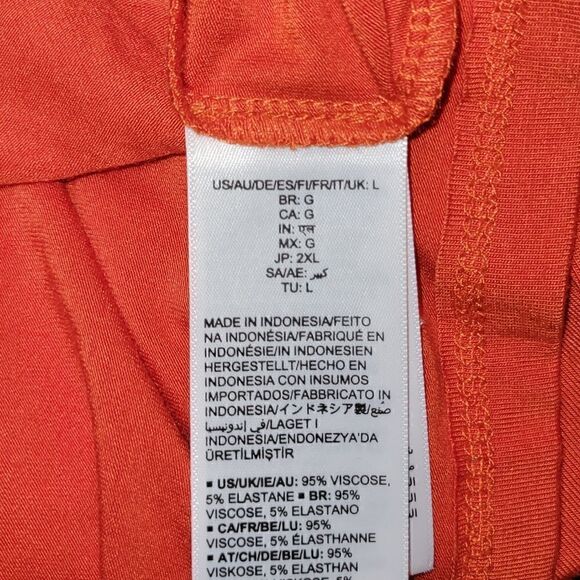 US/AU/DE/ES/FI/FR/IT/UK: L
BR: G
CA: G
IN: एल
MX: G
JP: 2XL
SA/AE: كبير
TU: L
MADE IN INDONESIA/FEITO
NA INDONÉSIA/FABRIQUÉ EN
INDONÉSIE/IN INDONESIEN
HERGESTELLT/HECHO EN
INDONESIA CON INSUMOS
IMPORTADOS/FABBRICATO IN
INDONESIA/インドネシア製/صنع
في إندونيسيا/LAGET I
INDONESIA/ENDONEZYA'DA
ÜRETİLMİŞTİR
■ US/UK/IE/AU: 95% VISCOSE,
5% ELASTANE ■ BR: 95%
VISCOSE, 5% ELASTANO
■ CA/FR/BE/LU: 95%
VISCOSE, 5% ÉLASTHANNE
■ AT/CH/DE/BE/LU: 95%
VISKOSE, 5% ELASTHAN